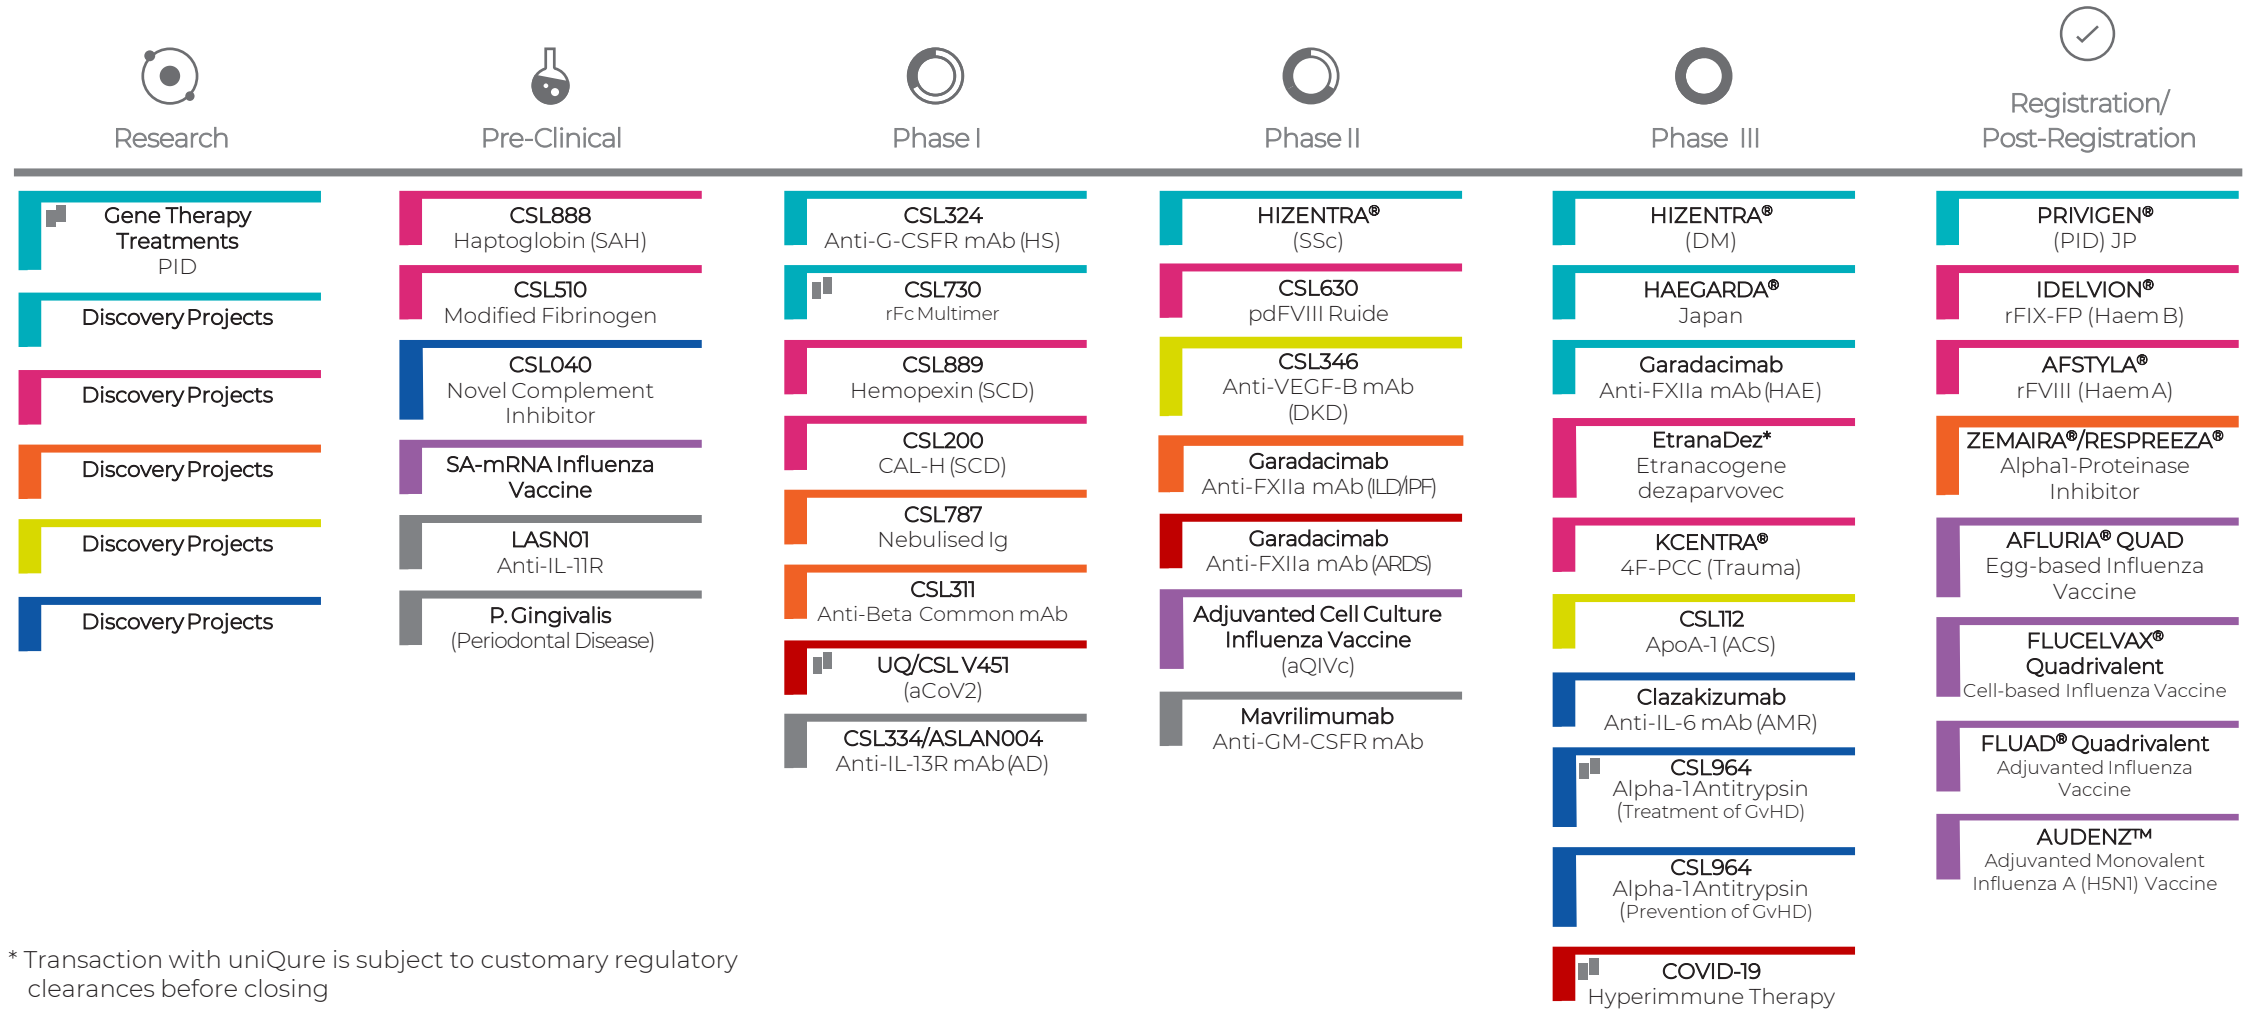 Research
Pre-Clinical
Phase I
Phase II
Phase III
Registration/
Post-Registration
Gene Therapy
Treatments
PID
Discovery Projects
Discovery Projects
Discovery Projects
Discovery Projects
Discovery Projects
CSL888
Haptoglobin (SAH)
CSL510
Modified Fibrinogen
CSL040
Novel Complement
Inhibitor
SA-mRNA Influenza
Vaccine
LASN01
Anti-IL-11R
P. Gingivalis
(Periodontal Disease)
CSL324
Anti-G-CSFR mAb (HS)
CSL730
rFc Multimer
CSL889
Hemopexin (SCD)
CSL200
CAL-H (SCD)
CSL787
Nebulised Ig
CSL311
Anti-Beta Common mAb
UQ/CSL V451
(aCoV2)
CSL334/ASLAN004
Anti-IL-13R mAb (AD)
HIZENTRA®
(SSc)
CSL630
pdFVIII Ruide
CSL346
Anti-VEGF-B mAb
(DKD)
Garadacimab
Anti-FXIIa mAb (ILD/IPF)
Garadacimab
Anti-FXIIa mAb (ARDS)
Adjuvanted Cell Culture
Influenza Vaccine
(aQIVc)
Mavrilimumab
Anti-GM-CSFR mAb
HIZENTRA®
(DM)
HAEGARDA®
Japan
Garadacimab
Anti-FXIIa mAb (HAE)
EtranaDez*
Etranacogene
dezaparvovec
KCENTRA®
4F-PCC (Trauma)
CSL112
ApoA-1 (ACS)
Clazakizumab
Anti-IL-6 mAb (AMR)
CSL964
Alpha-1 Antitrypsin
(Treatment of GvHD)
CSL964
Alpha-1 Antitrypsin
(Prevention of GvHD)
COVID-19
Hyperimmune Therapy
PRIVIGEN®
(PID) JP
IDELVION®
rFIX-FP (Haem B)
AFSTYLA®
rFVIII (Haem A)
ZEMAIRA®/RESPREEZA®
Alpha1-Proteinase
Inhibitor
AFLURIA® QUAD
Egg-based Influenza
Vaccine
FLUCELVAX®
Quadrivalent
Cell-based Influenza Vaccine
FLUAD® Quadrivalent
Adjuvanted Influenza
Vaccine
AUDENZ™
Adjuvanted Monovalent
Influenza A (H5N1) Vaccine
* Transaction with uniQure is subject to customary regulatory
clearances before closing